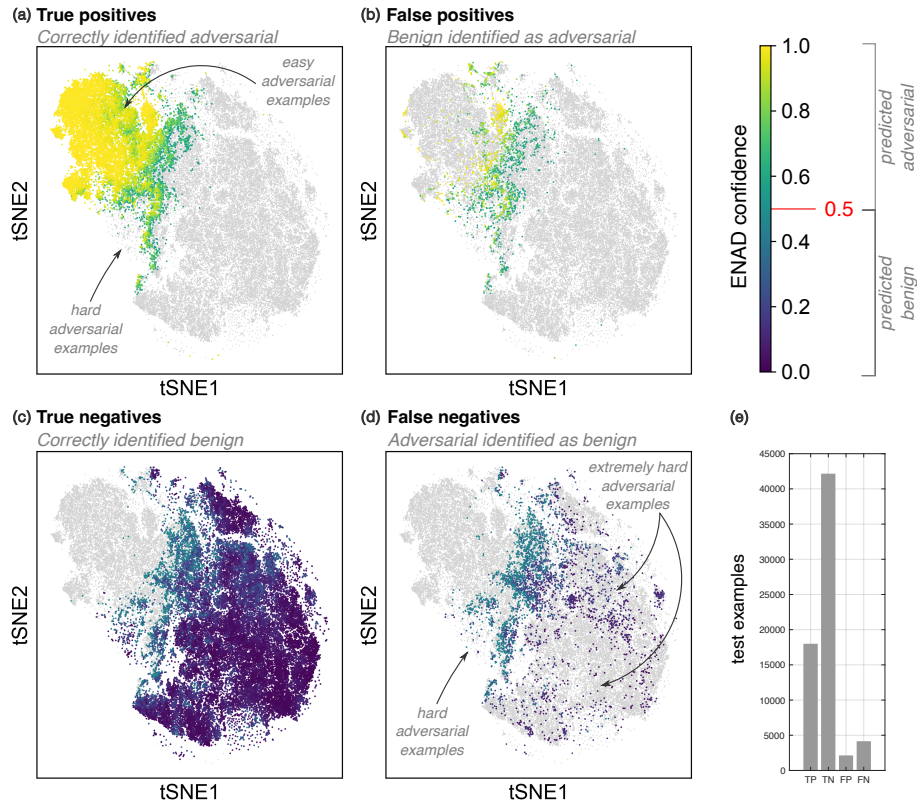 (a) True positives
Correctly identified adversarial
easy
adversarial
examples
hard
adversarial
examples
tSNE2
tSNE1
(b) False positives
Benign identified as adversarial
tSNE2
tSNE1
ENAD confidence
1.0
0.8
0.6
0.5
0.4
0.2
0.0
predicted
adversarial
predicted
benign
(c) True negatives
Correctly identified benign
tSNE2
tSNE1
(d) False negatives
Adversarial identified as benign
extremely hard
adversarial
examples
hard
adversarial
examples
tSNE2
tSNE1
(e)
test examples
45000
40000
35000
30000
25000
20000
15000
10000
5000
0
TP TN FP FN